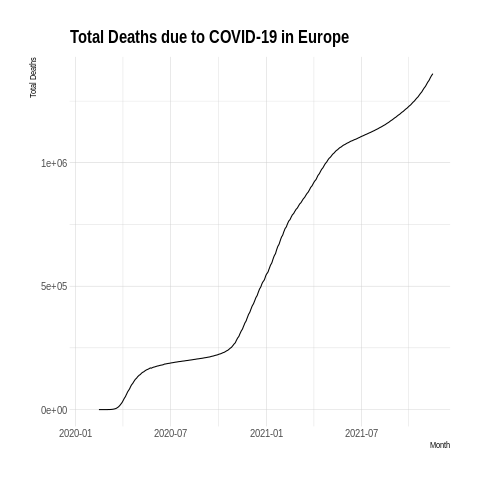 Total Deaths due to COVID-19 in Europe
Total Deaths
1e+06
5e+05
0e+00
2020-01 2020-07 2021-01 2021-07
Month